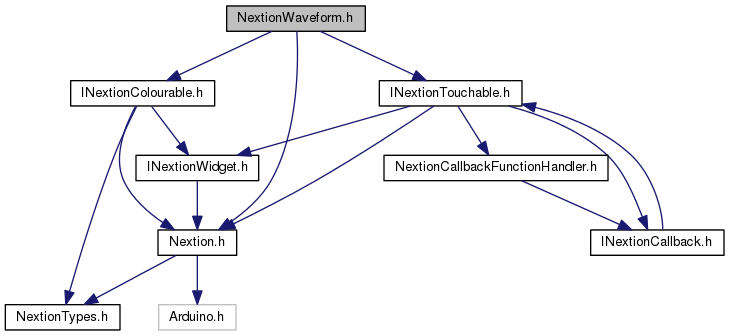 NextionWaveform.h
INextionColourable.h
INextionTouchable.h
INextionWidget.h
NextionCallbackFunctionHandler.h
Nextion.h
INextionCallback.h
NextionTypes.h
Arduino.h